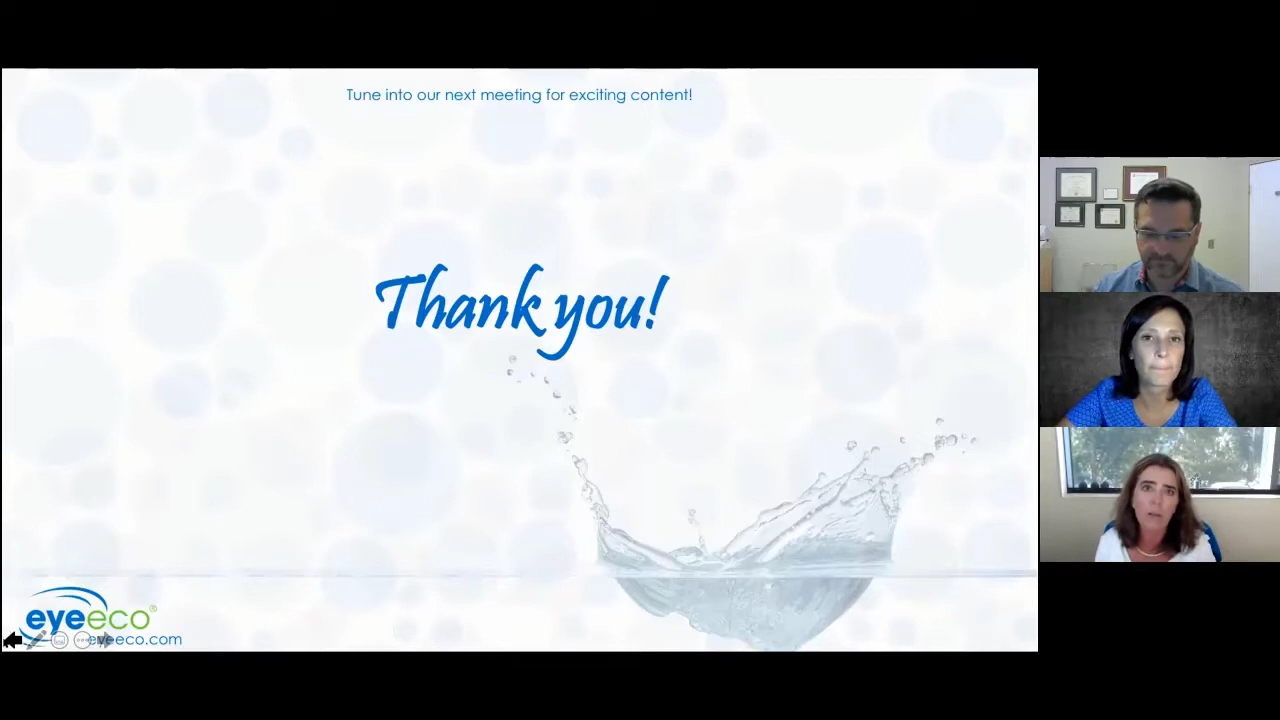 Tune into our next meeting for exciting content!
Thank you!
eyeeco®
eyeeco.com